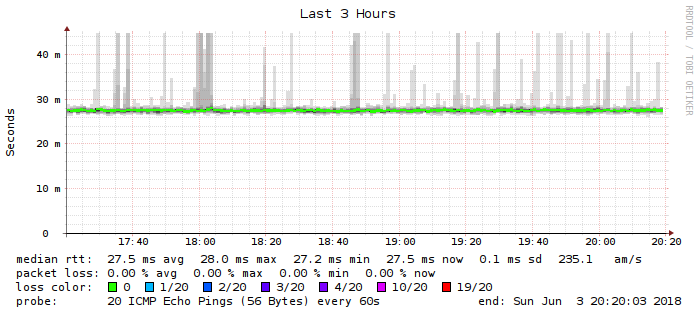 Last 3 Hours
RRDTOOL / TOBI OETIKER
Seconds
40 m
30 m
20 m
10 m
0
17:40 18:00 18:20 18:40 19:00 19:20 19:40 20:00 20:20
median rtt: 27.5 ms avg 28.0 ms max 27.2 ms min 27.5 ms now 0.1 ms sd 235.1 am/s
packet loss: 0.00 % avg 0.00 % max 0.00 % min 0.00 % now
loss color: 0 1/20 2/20 3/20 4/20 10/20 19/20
probe: 20 ICMP Echo Pings (56 Bytes) every 60s end: Sun Jun 3 20:20:03 2018